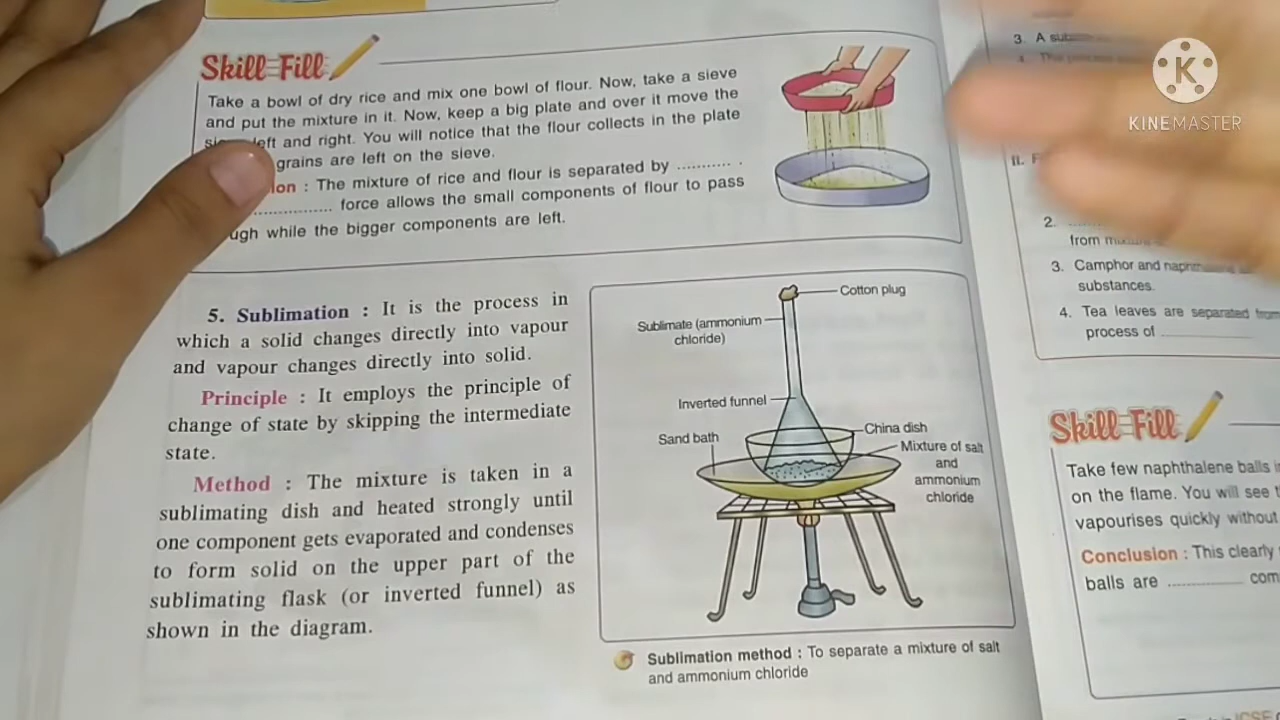 Skill Fill
Take a bowl of dry rice and mix one bowl of flour. Now, take a sieve
and put the mixture in it. Now, keep a big plate and over it move the
left and right. You will notice that the flour collects in the plate
grains are left on the sieve.
: The mixture of rice and flour is separated by ........... .
................. force allows the small components of flour to pass
while the bigger components are left.
5. Sublimation : It is the process in
which a solid changes directly into vapour
and vapour changes directly into solid.
Principle : It employs the principle of
change of state by skipping the intermediate
state.
Method : The mixture is taken in a
sublimating dish and heated strongly until
one component gets evaporated and condenses
to form solid on the upper part of the
sublimating flask (or inverted funnel) as
shown in the diagram.
Cotton plug
Sublimate (ammonium
chloride)
Inverted funnel
China dish
Sand bath
Mixture of salt
and
ammonium
chloride
Sublimation method : To separate a mixture of salt
and ammonium chloride
3. A
II.
2.
from
3. Camphor and
substances.
4. Tea leaves are separated from
process of
Skill Fill
Take few naphthalene balls
on the flame. You will see
vapourises quickly without
Conclusion : This clearly
balls are ..............
K
KINEMASTER